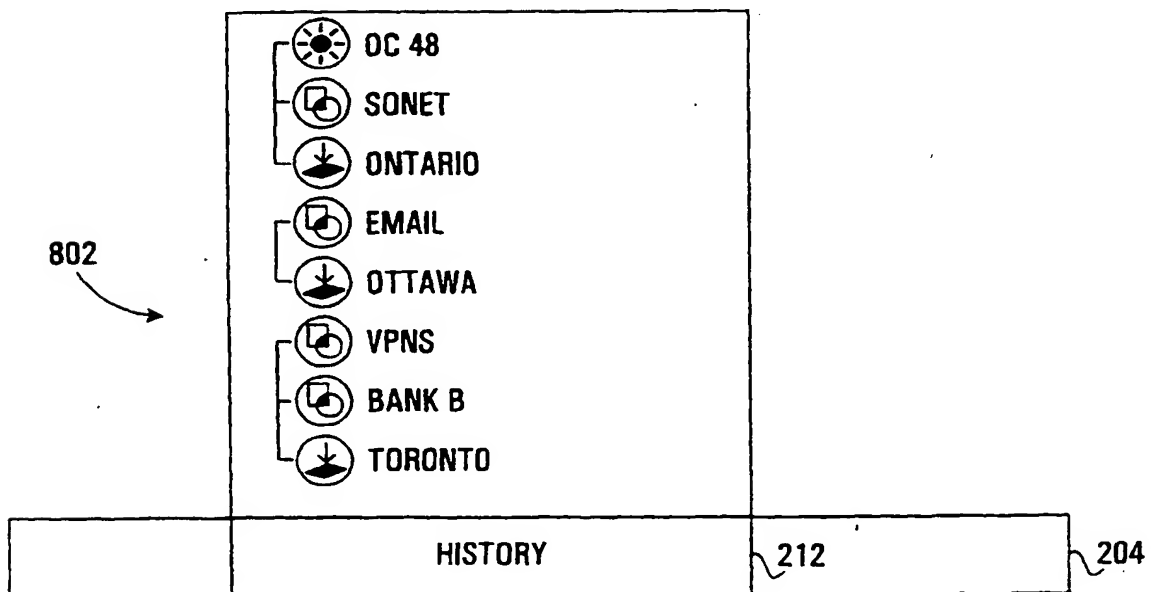 OC 48
SONET
ONTARIO
EMAIL
802
OTTAWA
VPNS
BANK B
TORONTO
HISTORY 212 204